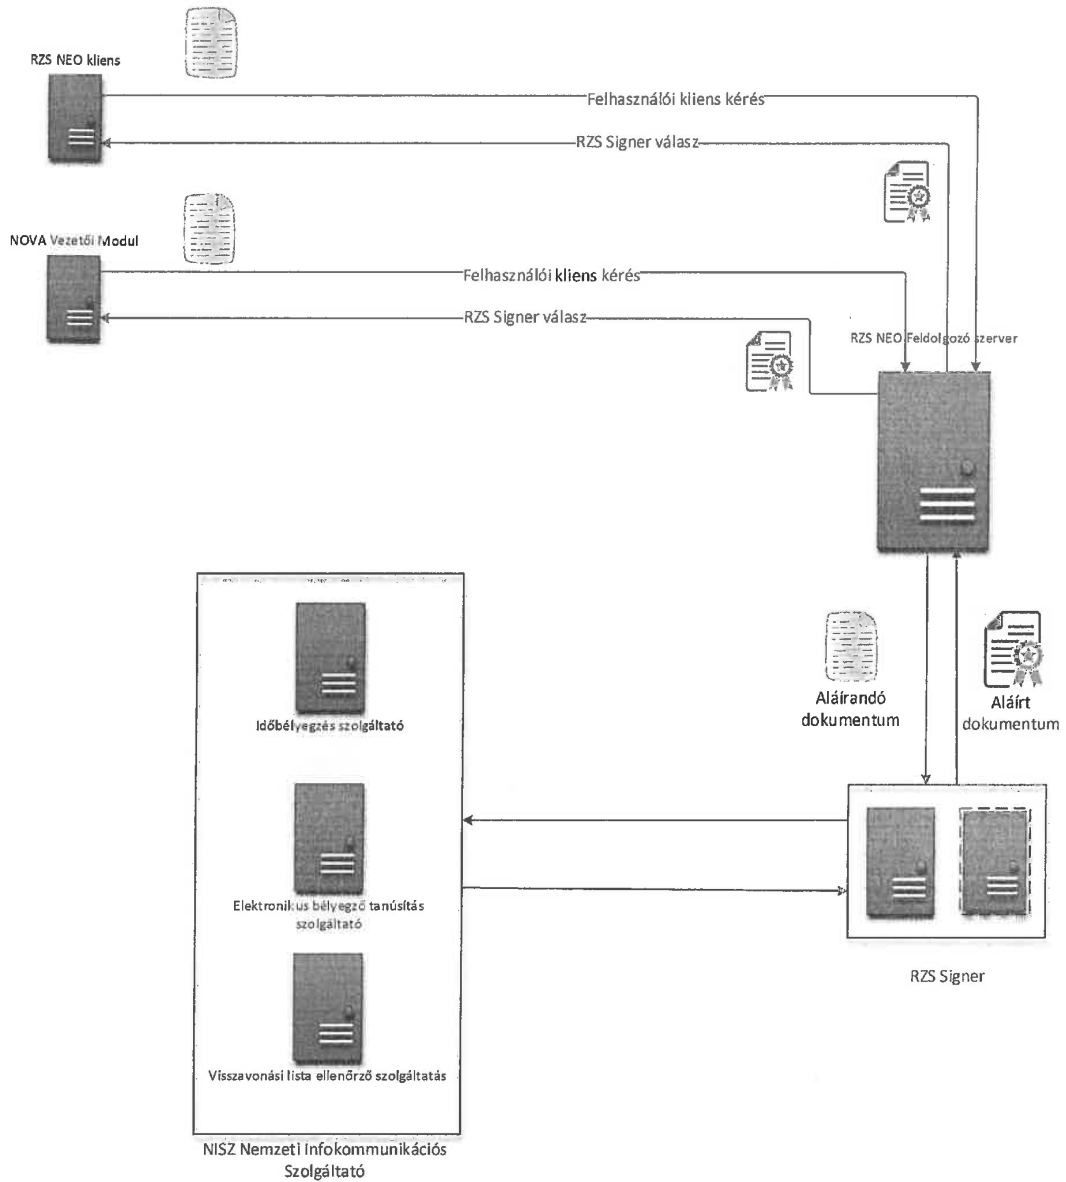 RZS NEO kliens
Felhasználói kliens kérés
RZS Signer válasz
NOVA Vezetői Modul
Felhasználói kliens kérés
RZS Signer válasz
RZS NEO Feldolgozó szerver
Aláírandó
dokumentum
Aláírt
dokumentum
Időbélyegzés szolgáltató
Elektronikus bélyegző tanúsítás
szolgáltató
Visszavonási lista ellenőrző szolgáltatás
RZS Signer
NISZ Nemzeti Infokommunikációs
Szolgáltató